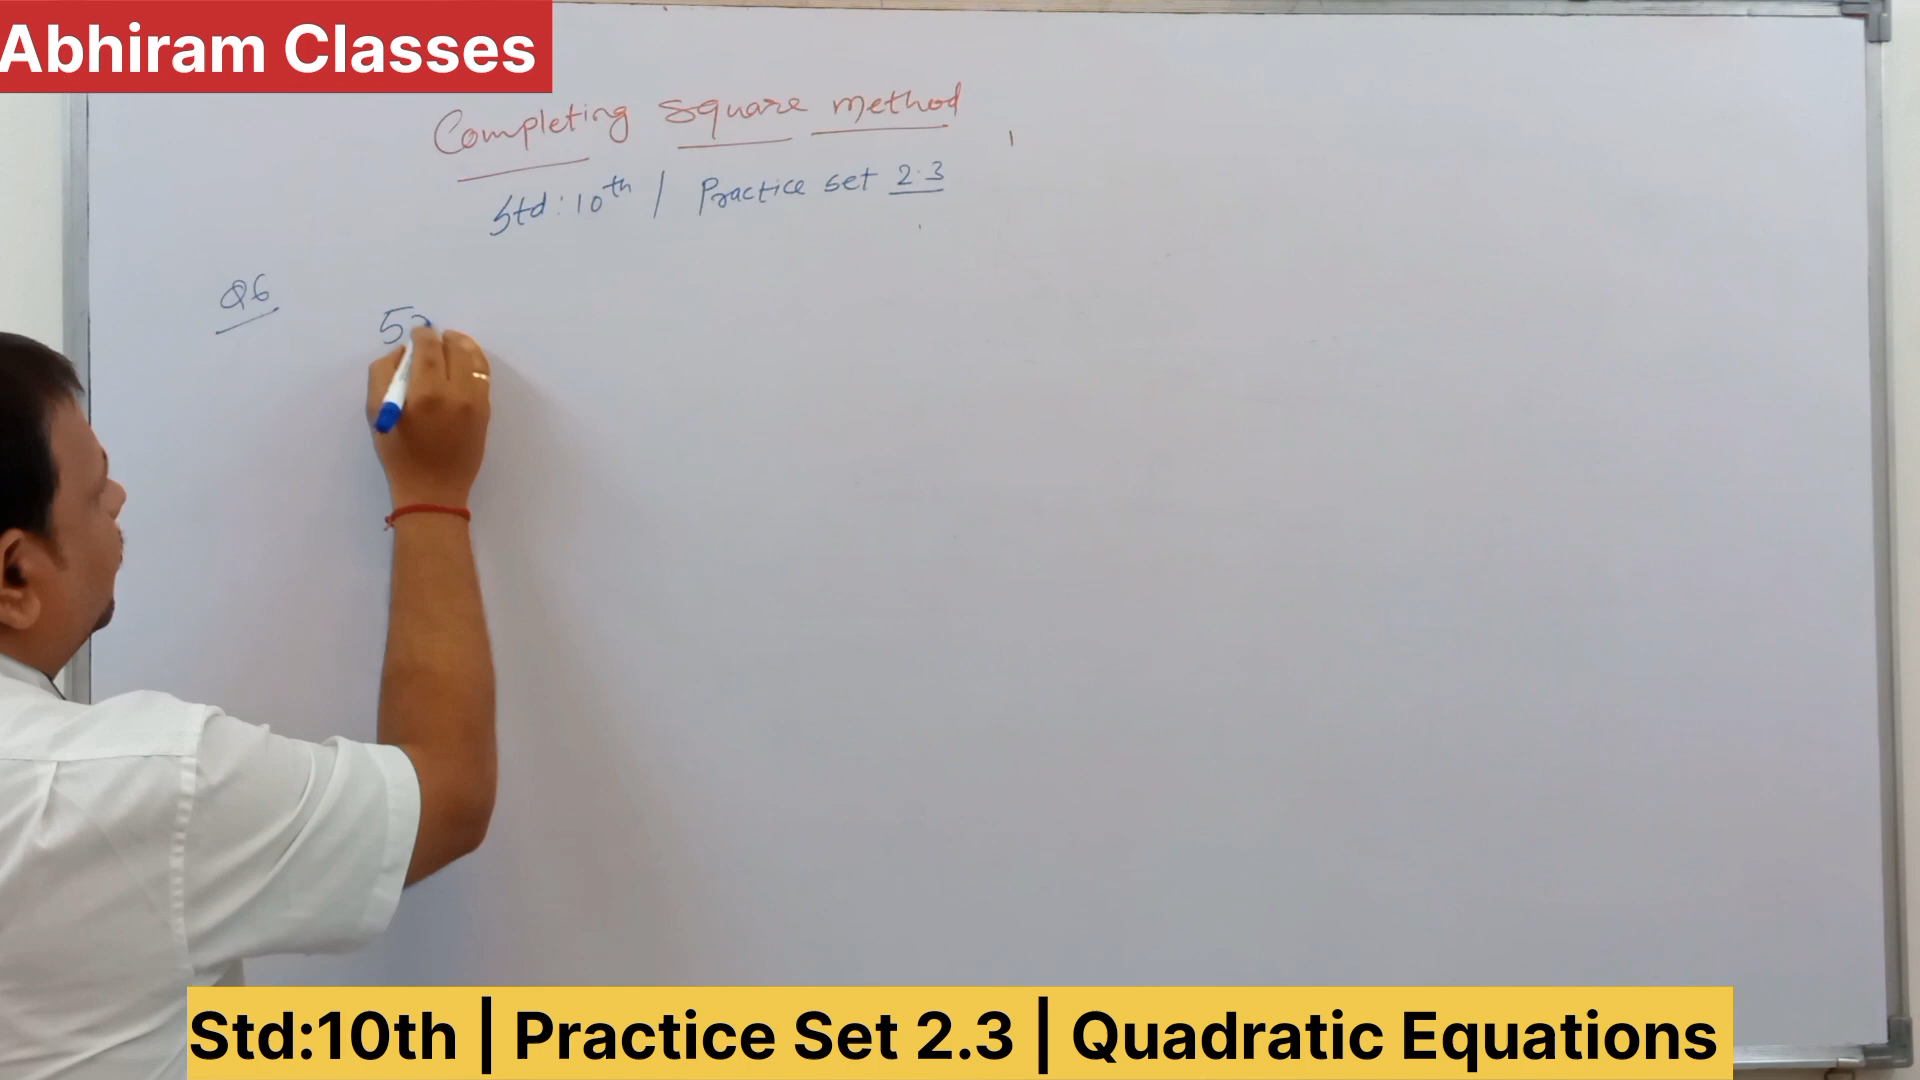 Abhiram Classes
Completing square method
Std: 10th / Practice set 2.3
Q6
5
Std:10th | Practice Set 2.3 | Quadratic Equations